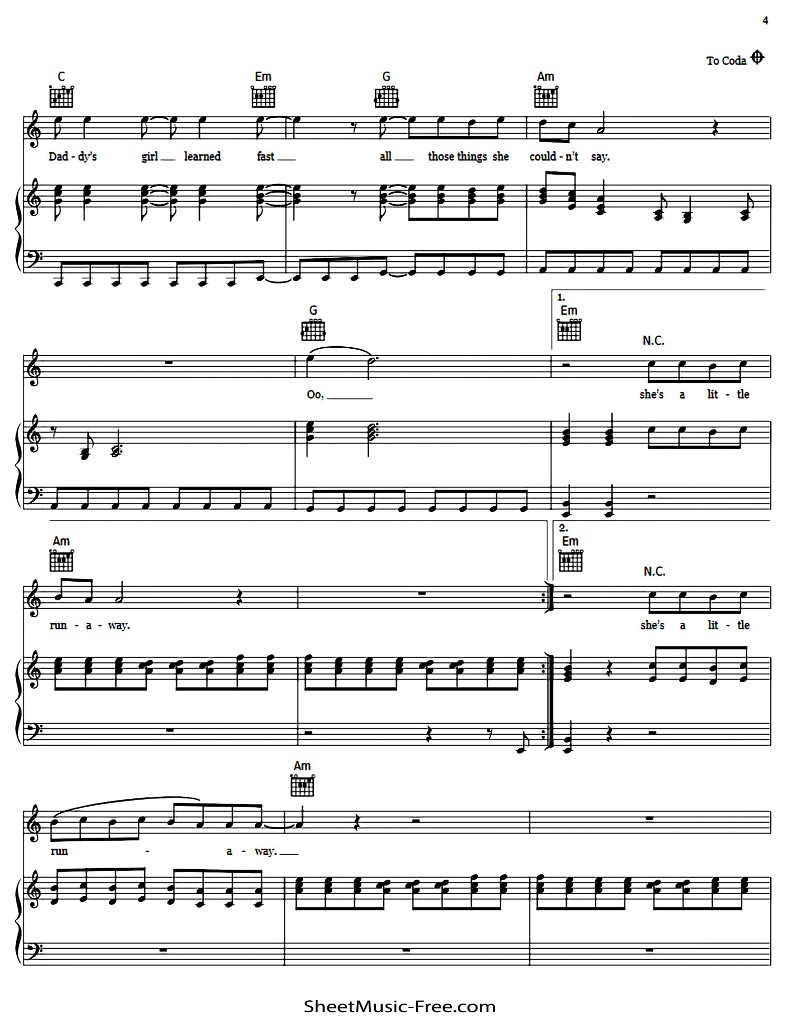 4
To Coda
C Em G Am
Dad - dy's girl learned fast all those things she could - n't say.
1.
G Em
N.C.
Oo, she's a lit - tle
2.
Am Em
N.C.
run - a - way. she's a lit - tle
Am
run - a - way.
SheetMusic-Free.com